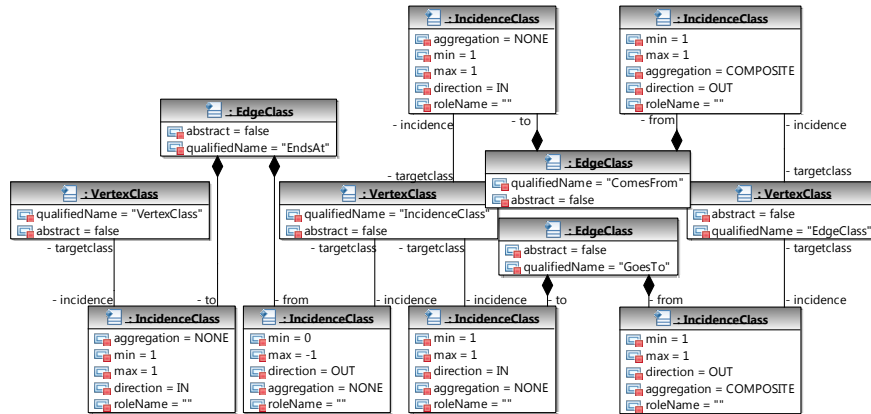 : IncidenceClass
aggregation = NONE
min = 1
max = 1
direction = IN
roleName = ""
: IncidenceClass
min = 1
max = 1
aggregation = COMPOSITE
direction = OUT
roleName = ""
: EdgeClass
abstract = false
qualifiedName = "EndsAt"
- incidence
- to
- from
- incidence
: EdgeClass
qualifiedName = "ComesFrom"
abstract = false
- targetclass
- targetclass
: VertexClass
qualifiedName = "VertexClass"
abstract = false
: VertexClass
qualifiedName = "IncidenceClass"
abstract = false
: VertexClass
abstract = false
qualifiedName = "EdgeClass"
: EdgeClass
abstract = false
qualifiedName = "GoesTo"
- targetclass
- targetclass
- targetclass
- targetclass
- incidence
- to
- from
- incidence
- incidence
- to
- from
- incidence
: IncidenceClass
aggregation = NONE
min = 1
max = 1
direction = IN
roleName = ""
: IncidenceClass
min = 0
max = -1
direction = OUT
aggregation = NONE
roleName = ""
: IncidenceClass
min = 1
max = 1
direction = IN
aggregation = NONE
roleName = ""
: IncidenceClass
min = 1
max = 1
direction = OUT
aggregation = COMPOSITE
roleName = ""